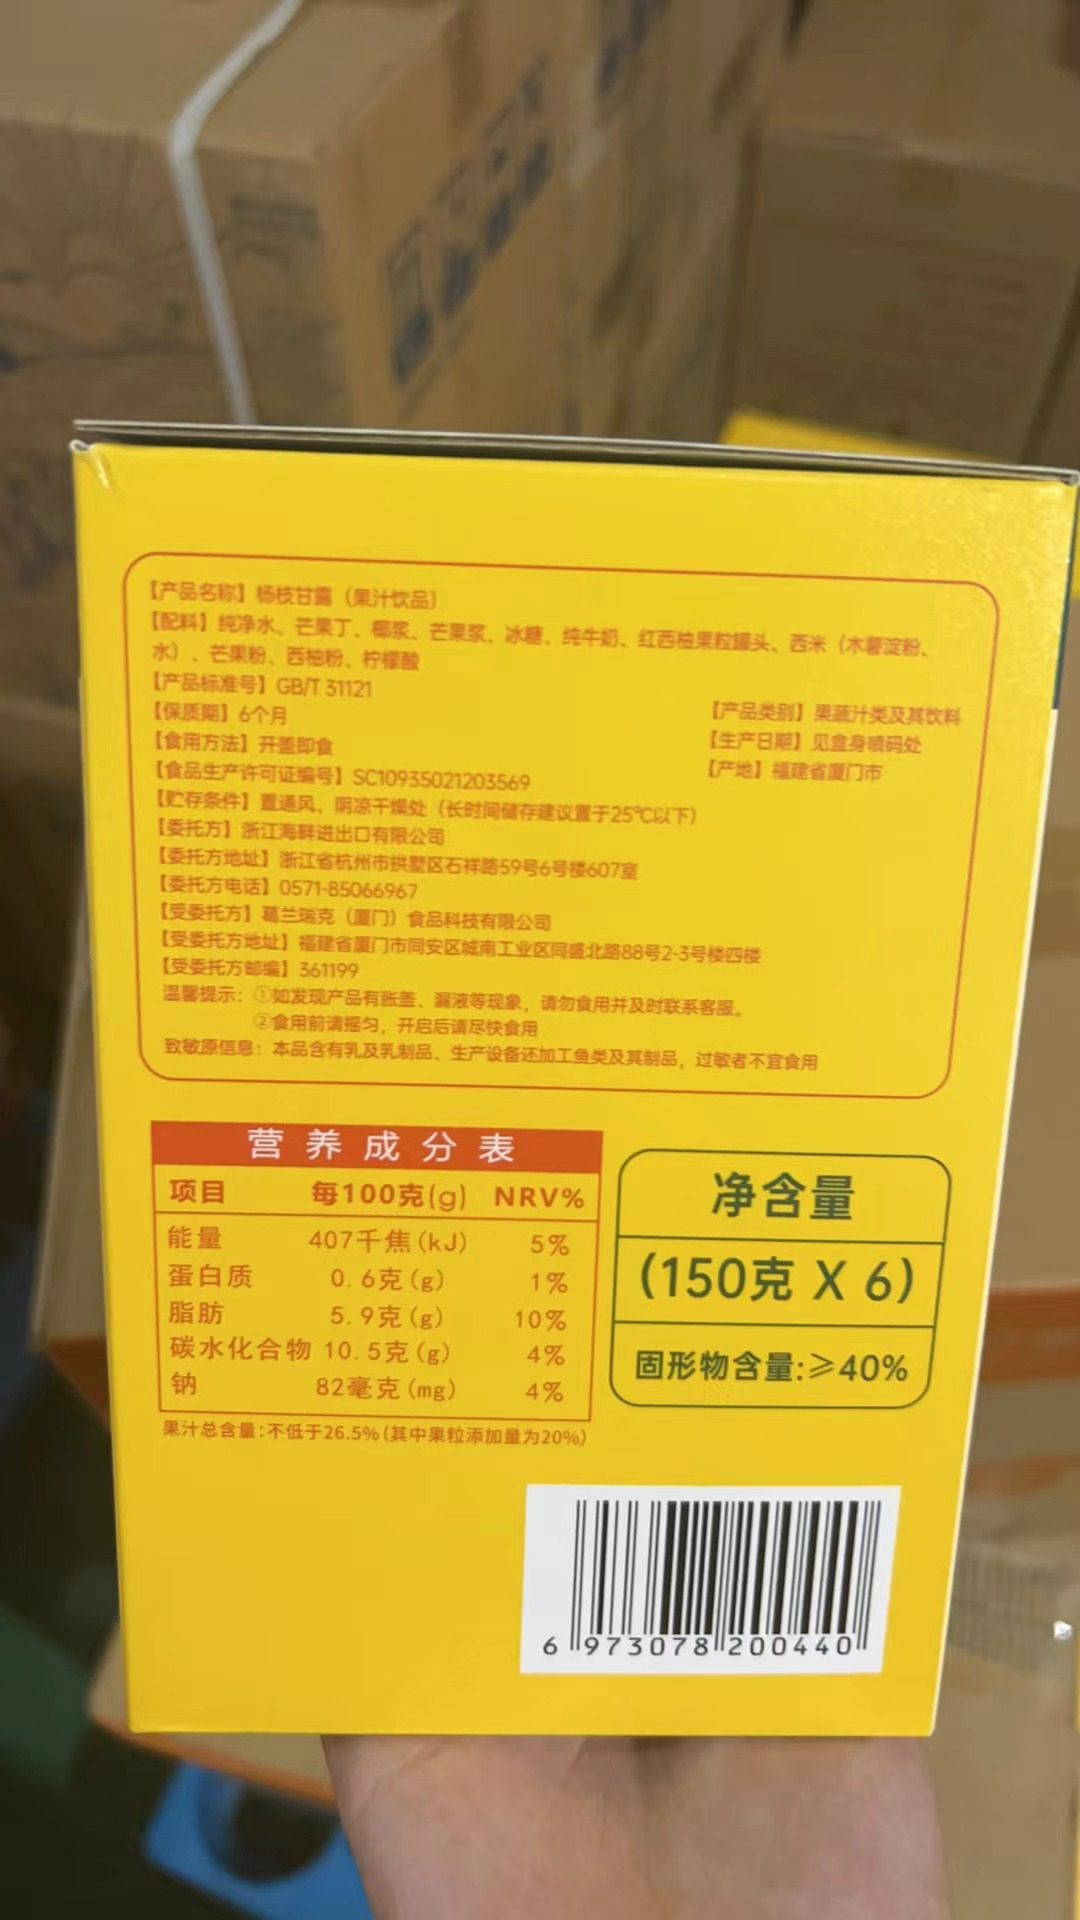 【产品名称】杨枝甘露（果汁饮品）
【配料】纯净水、芒果丁、椰浆、芒果浆、冰糖、纯牛奶、红西柚果粒罐头、西米（木薯淀粉、
水）、芒果粉、西柚粉、柠檬酸
【产品标准号】GB/T 31121
【保质期】6个月
【产品类别】果蔬汁类及其饮料
【食用方法】开盖即食
【生产日期】见盒身喷码处
【食品生产许可证编号】SC10935021203569
【产地】福建省厦门市
【贮存条件】置通风、阴凉干燥处（长时间储存建议置于25℃以下）
【委托方】浙江海畔进出口有限公司
【委托方地址】浙江省杭州市拱墅区石祥路59号6号楼607室
【委托方电话】0571-85066967
【受委托方】葛兰瑞克（厦门）食品科技有限公司
【受委托方地址】福建省厦门市同安区城南工业区同盛北路88号2-3号楼四楼
【受委托方邮编】361199
温馨提示：①如发现产品有胀盖、漏液等现象，请勿食用并及时联系客服。
②食用前请摇匀，开启后请尽快食用
致敏原信息：本品含有乳及乳制品、生产设备还加工鱼类及其制品，过敏者不宜食用
营养成分表
项目 每100克(g) NRV%
能量 407千焦(kJ) 5%
蛋白质 0.6克(g) 1%
脂肪 5.9克(g) 10%
碳水化合物 10.5克(g) 4%
钠 82毫克(mg) 4%
果汁总含量:不低于26.5%(其中果粒添加量为20%)
净含量
(150克 X 6)
固形物含量:≥40%
6 973078 200440